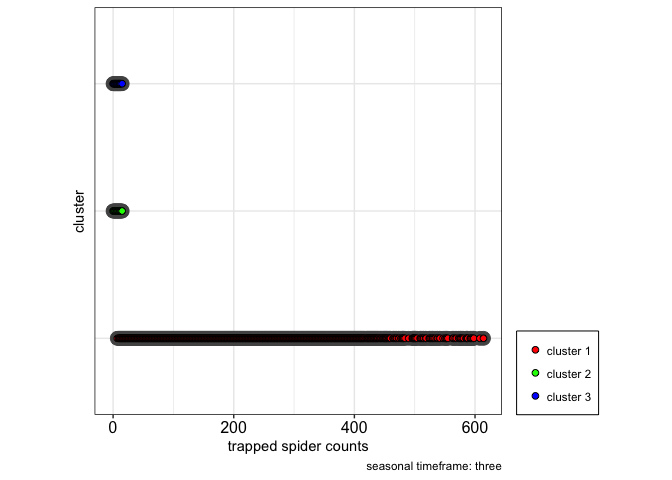 cluster
0 200 400 600
trapped spider counts
seasonal timeframe: three
cluster 1
cluster 2
cluster 3